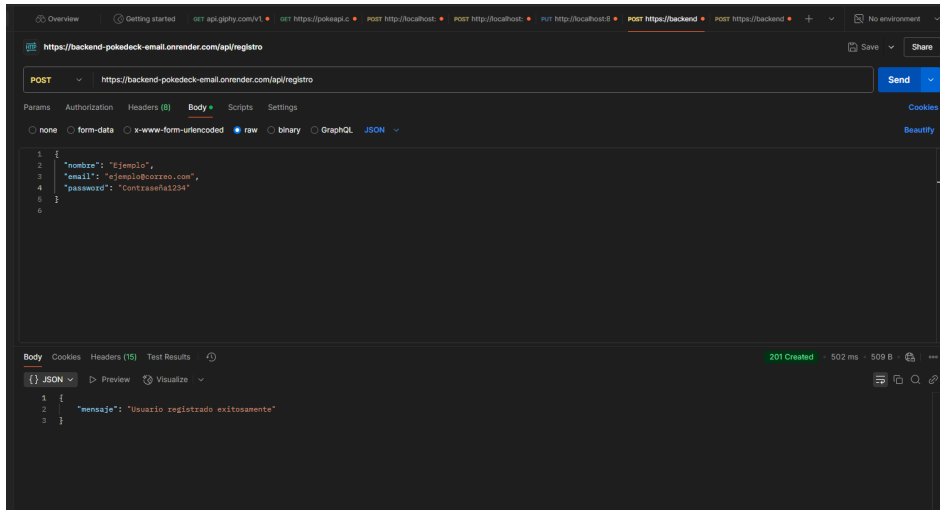 Overview Getting started GET api.giphy.com/v1, GET https://pokeapi.c POST http://localhost: POST http://localhost: PUT http://localhost:8 POST https://backend POST https://backend + No environment
HTTP https://backend-pokedeck-email.onrender.com/api/registro Save Share
POST https://backend-pokedeck-email.onrender.com/api/registro Send
Params Authorization Headers (8) Body Scripts Settings Cookies
none form-data x-www-form-urlencoded raw binary GraphQL JSON Beautify
1 {
2 "nombre": "Ejemplo",
3 "email": "ejemplo@correo.com",
4 "password": "Contraseña1234"
5 }
6
Body Cookies Headers (15) Test Results 201 Created 502 ms 509 B
{} JSON Preview Visualize
1 {
2 "mensaje": "Usuario registrado exitosamente"
3 }